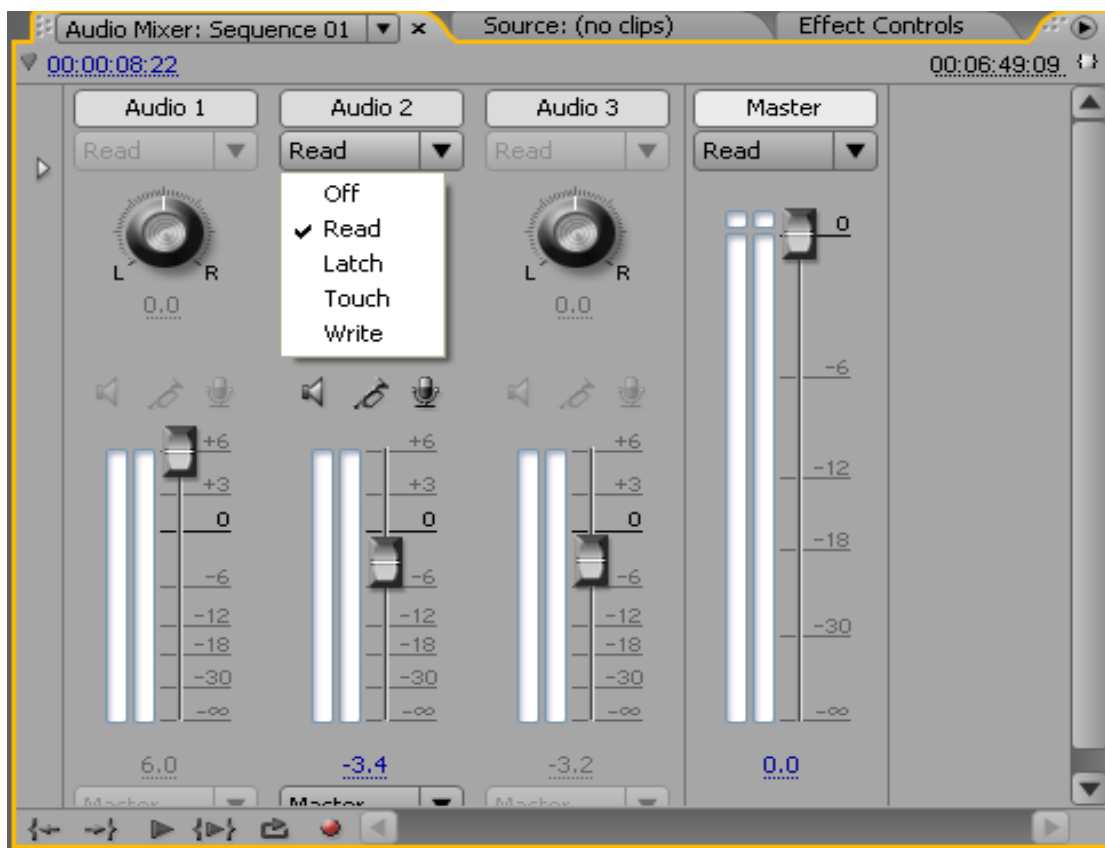 Audio Mixer: Sequence 01 Source: (no clips) Effect Controls
00:00:08:22 00:06:49:09
Audio 1 Audio 2 Audio 3 Master
Read Read Read Read
Off
Read
Latch
Touch
Write
L R L R
0.0 0.0
0
-6
-12
-18
-30
-∞
+6 +6 +6
+3 +3 +3
0 0 0
-6 -6 -6
-12 -12 -12
-18 -18 -18
-30 -30 -30
-∞ -∞ -∞
6.0 -3.4 -3.2 0.0
Master Master Master